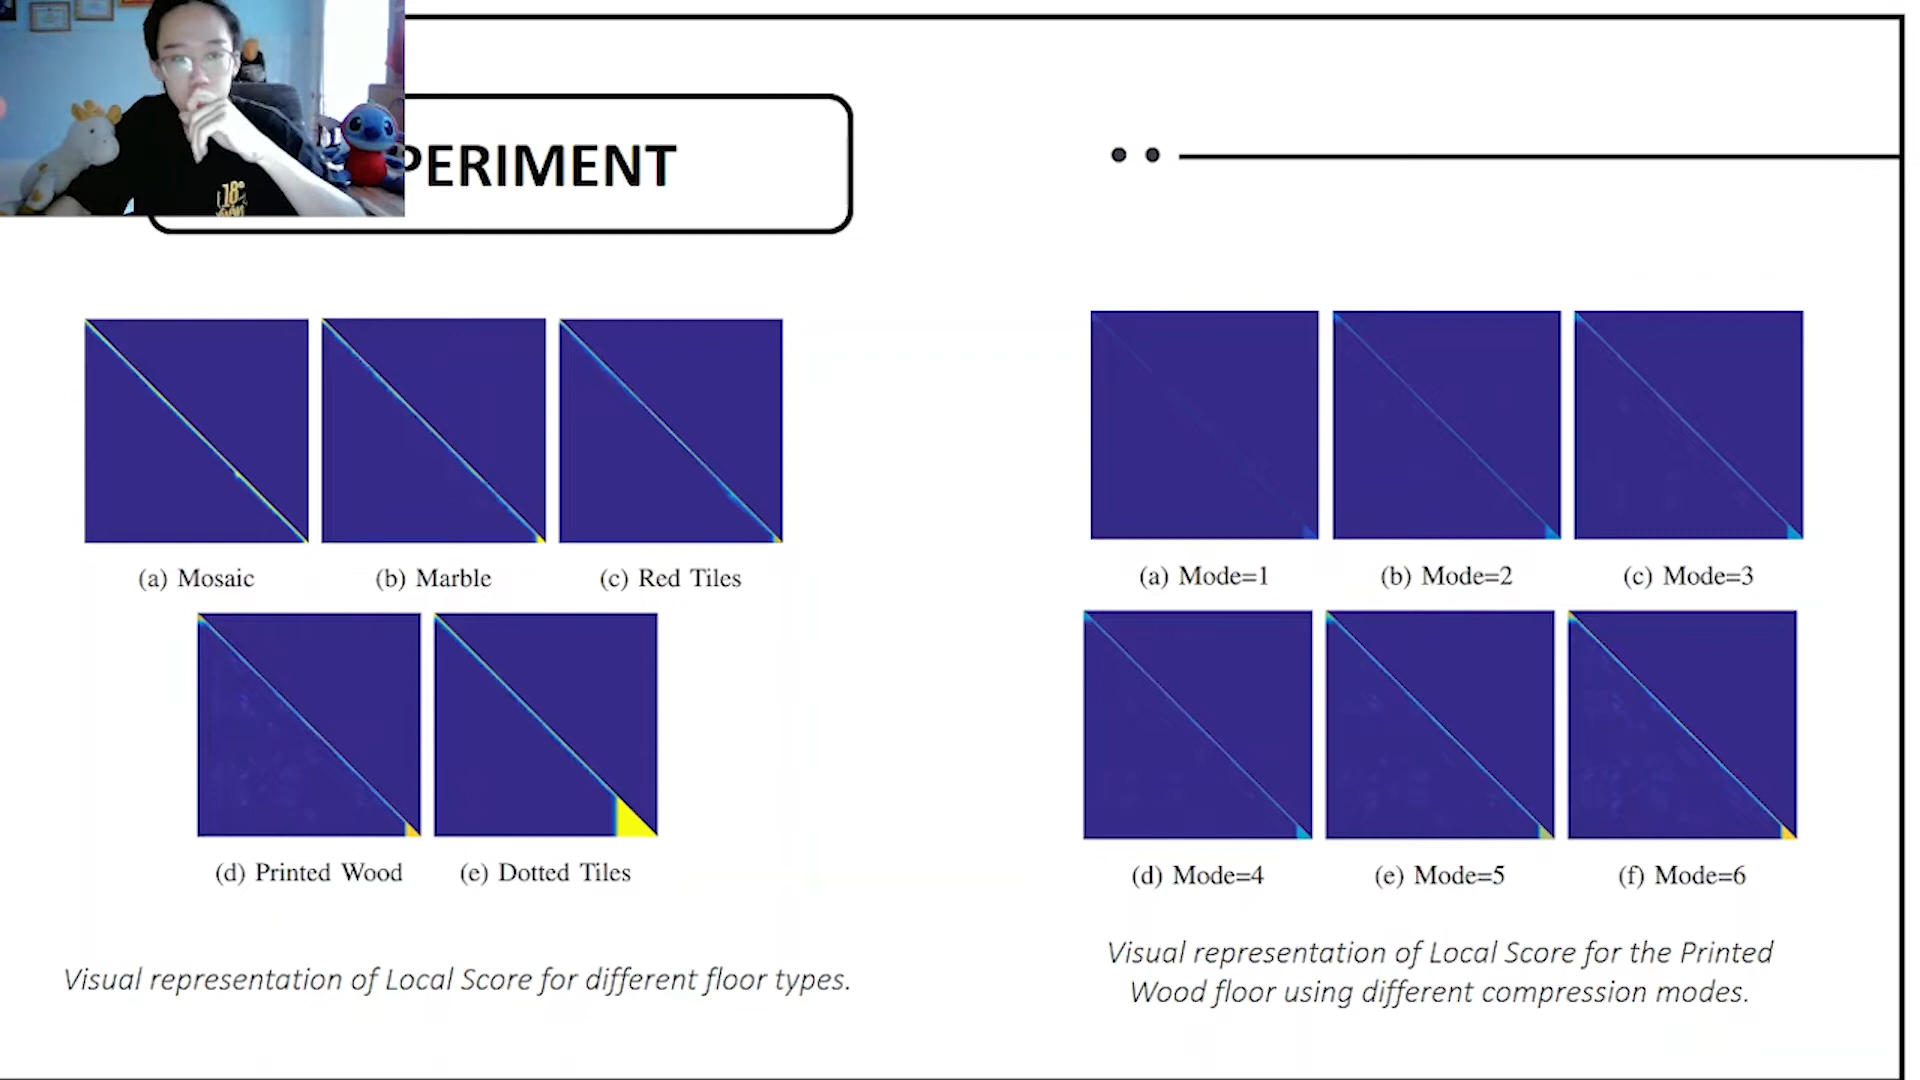 PERIMENT
18
(a) Mosaic
(b) Marble
(c) Red Tiles
(d) Printed Wood
(e) Dotted Tiles
Visual representation of Local Score for different floor types.
(a) Mode=1
(b) Mode=2
(c) Mode=3
(d) Mode=4
(e) Mode=5
(f) Mode=6
Visual representation of Local Score for the Printed
Wood floor using different compression modes.